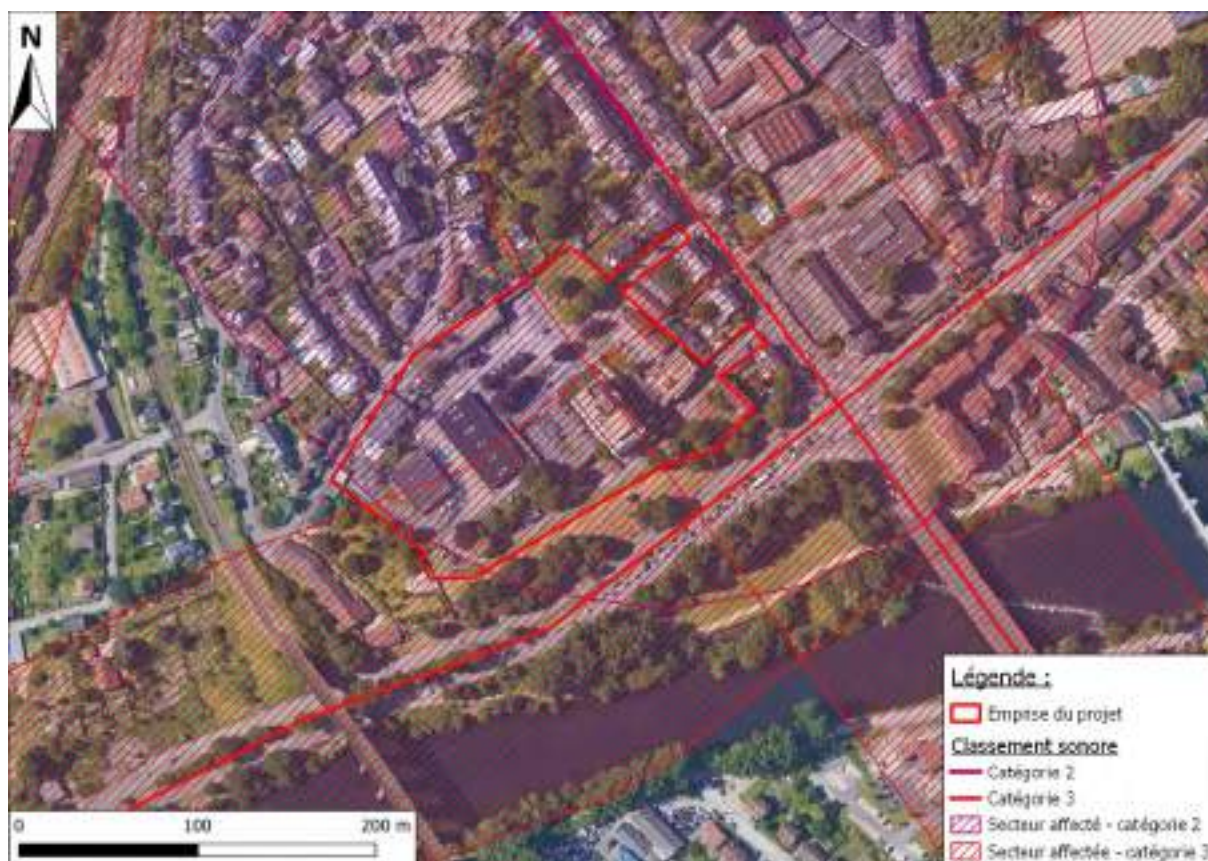 N
Légende :
Emprise du projet
Classement sonore
Catégorie 2
Catégorie 3
Secteur affecté - catégorie 2
Secteur affectée - catégorie 3
0 100 200 m